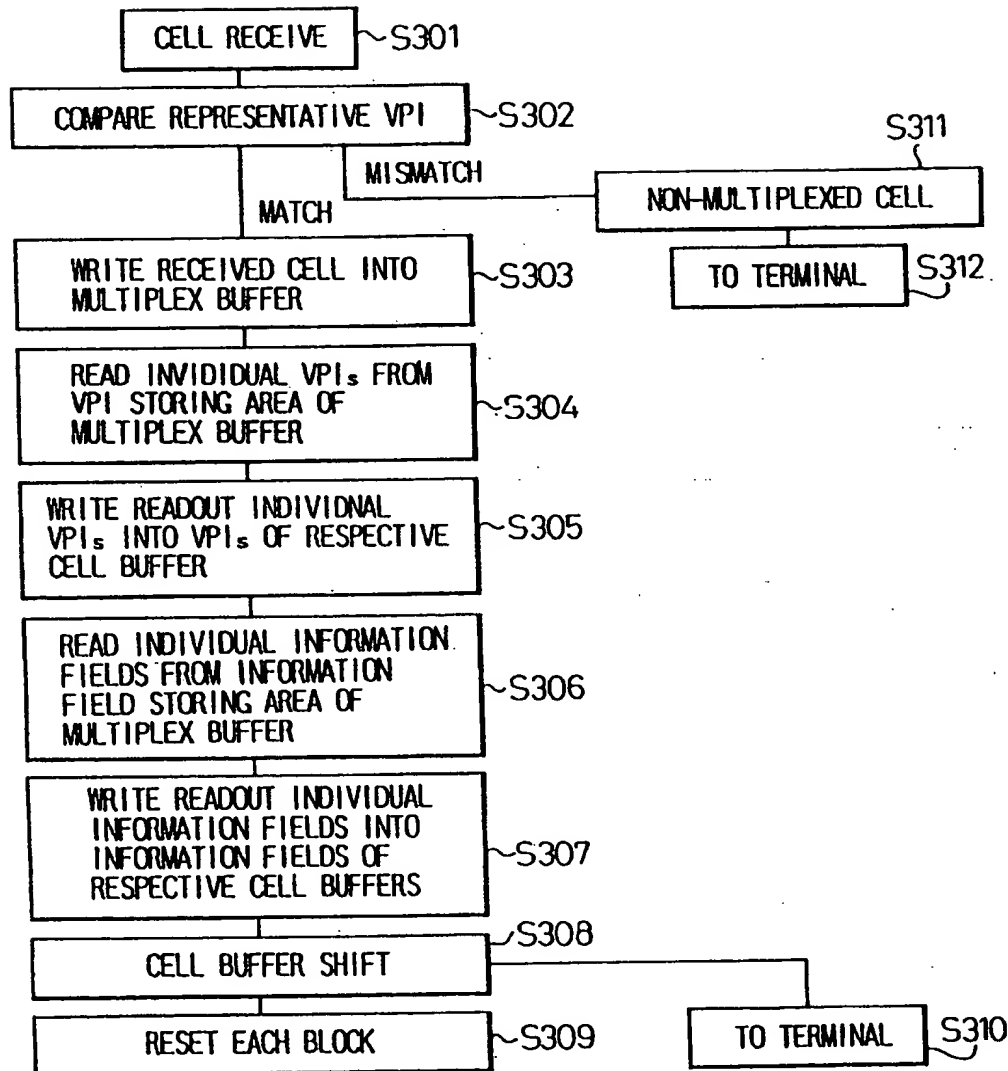 CELL RECEIVE
S301
COMPARE REPRESENTATIVE VPI
S302
MISMATCH
MATCH
S311
NON-MULTIPLEXED CELL
TO TERMINAL
S312
WRITE RECEIVED CELL INTO
MULTIPLEX BUFFER
S303
READ INVIDIDUAL VPIs FROM
VPI STORING AREA OF
MULTIPLEX BUFFER
S304
WRITE READOUT INDIVIDNAL
VPIs INTO VPIs OF RESPECTIVE
CELL BUFFER
S305
READ INDIVIDUAL INFORMATION
FIELDS FROM INFORMATION
FIELD STORING AREA OF
MULTIPLEX BUFFER
S306
WRITE READOUT INDIVIDUAL
INFORMATION FIELDS INTO
INFORMATION FIELDS OF
RESPECTIVE CELL BUFFERS
S307
CELL BUFFER SHIFT
S308
RESET EACH BLOCK
S309
TO TERMINAL
S310